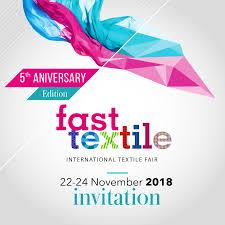 5th ANIVERSARY
Edition
fast
textile
INTERNATIONAL TEXTILE FAIR
22-24 November 2018
invitation